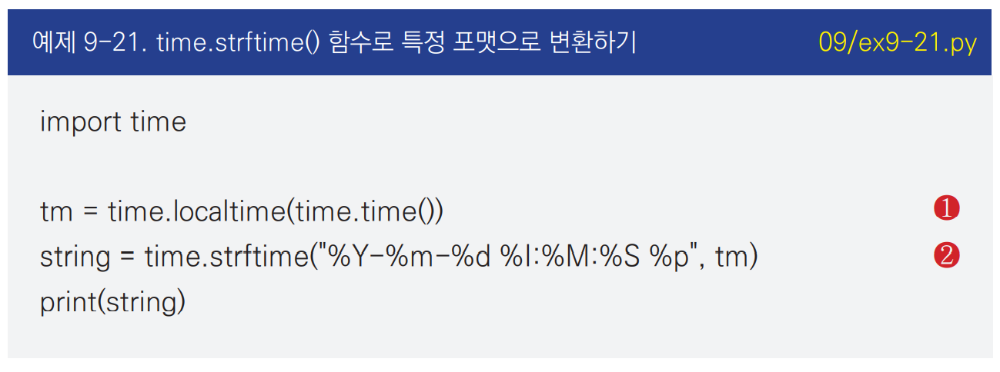 예제 9-21. time.strftime() 함수로 특정 포맷으로 변환하기 09/ex9-21.py
import time
tm = time.localtime(time.time()) ❶
string = time.strftime("%Y-%m-%d %I:%M:%S %p", tm) ❷
print(string)